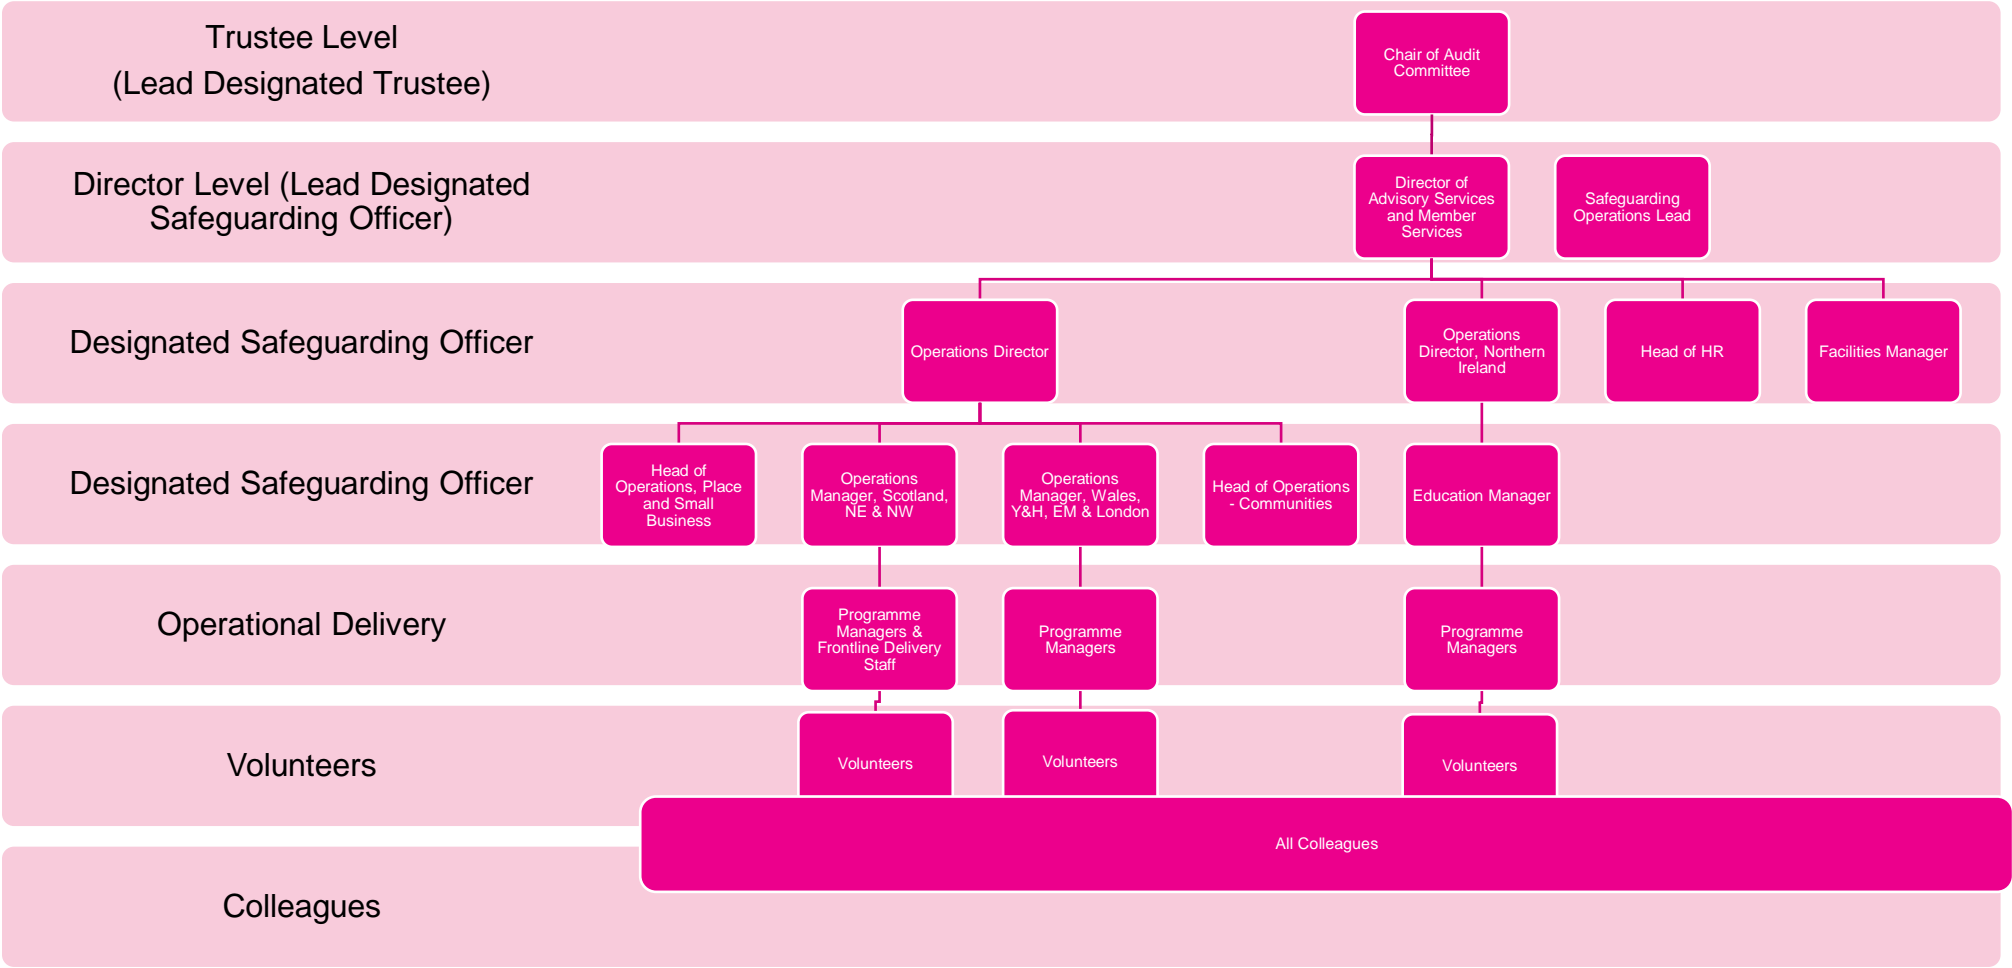 Trustee Level
(Lead Designated Trustee)
Chair of Audit
Committee
Director Level (Lead Designated
Safeguarding Officer)
Director of
Advisory Services
and Member
Services
Safeguarding
Operations Lead
Designated Safeguarding Officer
Operations Director
Operations
Director, Northern
Ireland
Head of HR
Facilities Manager
Designated Safeguarding Officer
Head of
Operations, Place
and Small
Business
Operations
Manager, Scotland,
NE & NW
Operations
Manager, Wales,
Y&H, EM & London
Head of Operations
- Communities
Education Manager
Operational Delivery
Programme
Managers &
Frontline Delivery
Staff
Programme
Managers
Programme
Managers
Volunteers
Volunteers
Volunteers
Volunteers
All Colleagues
Colleagues